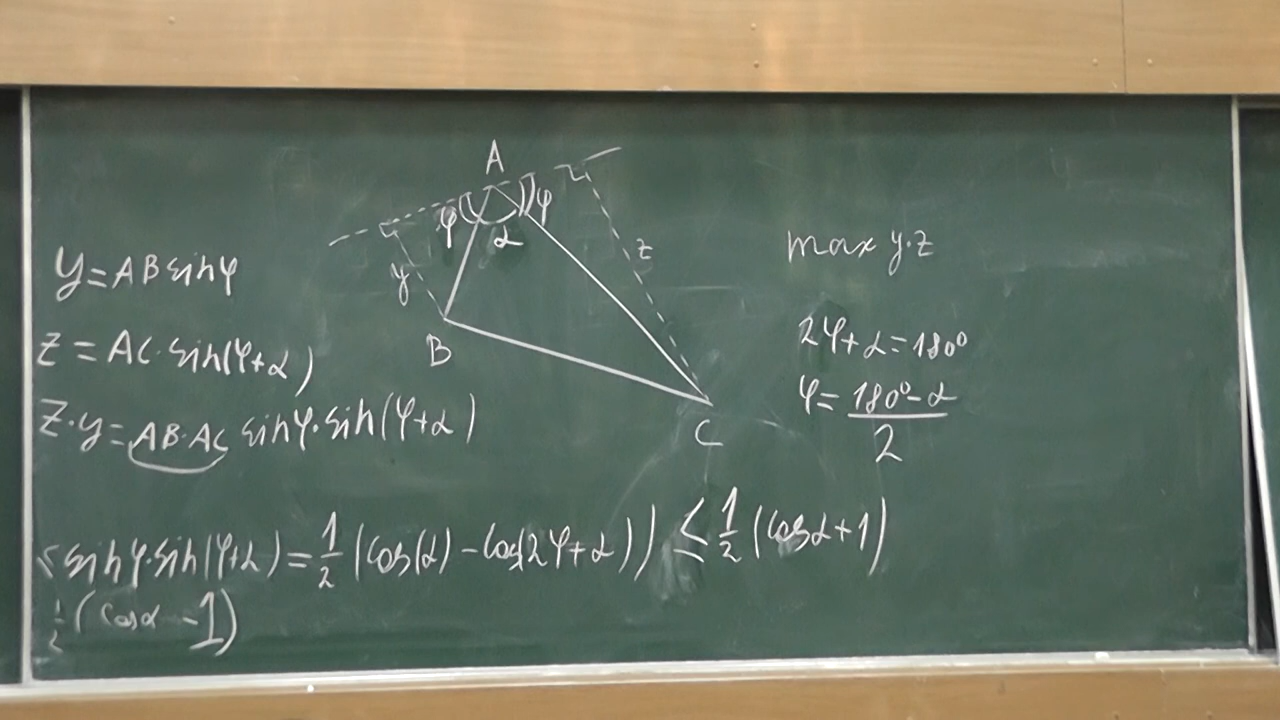 A
φ
φ
α
y
z
B
C
y = AB sin φ
z = AC · sin(φ+α)
z · y = AB · AC sin φ · sin(φ+α)
≤ sin φ · sin(φ+α) = 1/2 (cos(α) - cos(2φ+α)) ≤ 1/2 (cos α + 1)
1/2 (cos α - 1)
max y · z
2φ + α = 180°
φ = (180° - α)/2